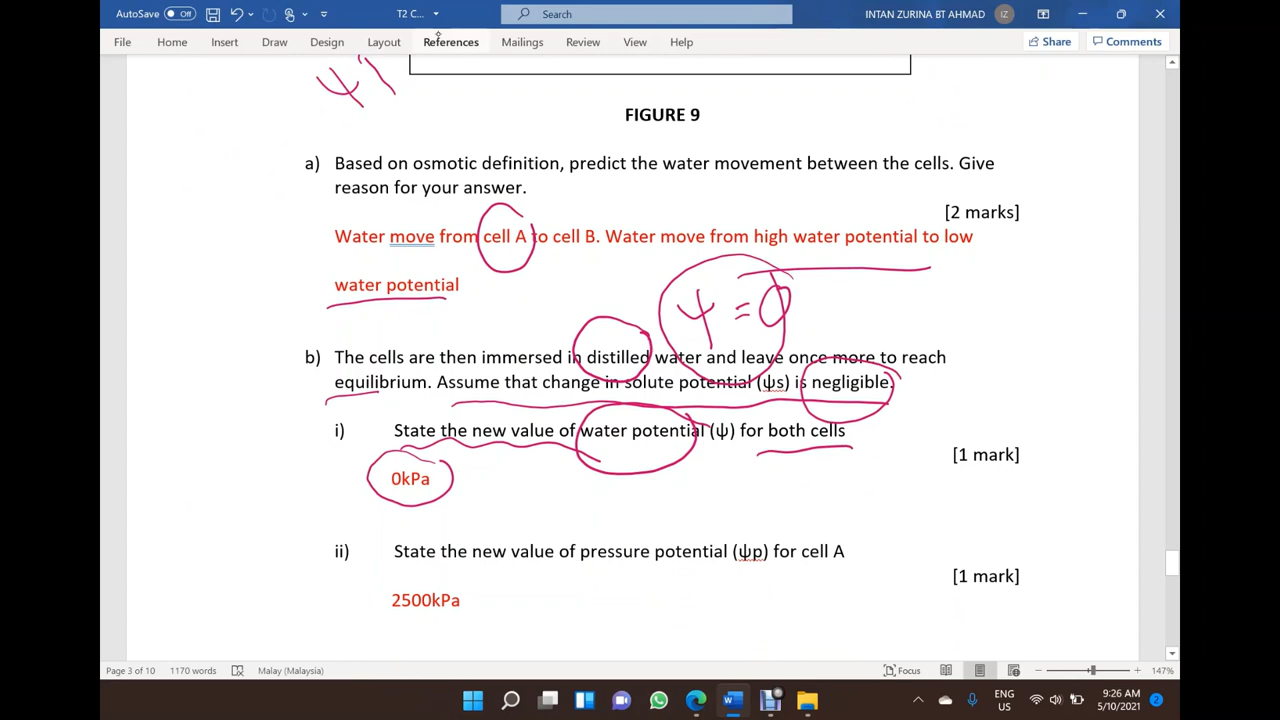 AutoSave Off T2 C... Search INTAN ZURINA BT AHMAD IZ
File Home Insert Draw Design Layout References Mailings Review View Help Share Comments
FIGURE 9
a) Based on osmotic definition, predict the water movement between the cells. Give
reason for your answer.
[2 marks]
Water move from cell A to cell B. Water move from high water potential to low
water potential
ψ = 0
b) The cells are then immersed in distilled water and leave once more to reach
equilibrium. Assume that change in solute potential (ψs) is negligible.
i) State the new value of water potential (ψ) for both cells
[1 mark]
0kPa
ii) State the new value of pressure potential (ψp) for cell A
[1 mark]
2500kPa
Page 3 of 10 1170 words Malay (Malaysia) Focus 147%
ENG
US
9:26 AM
5/10/2021
2